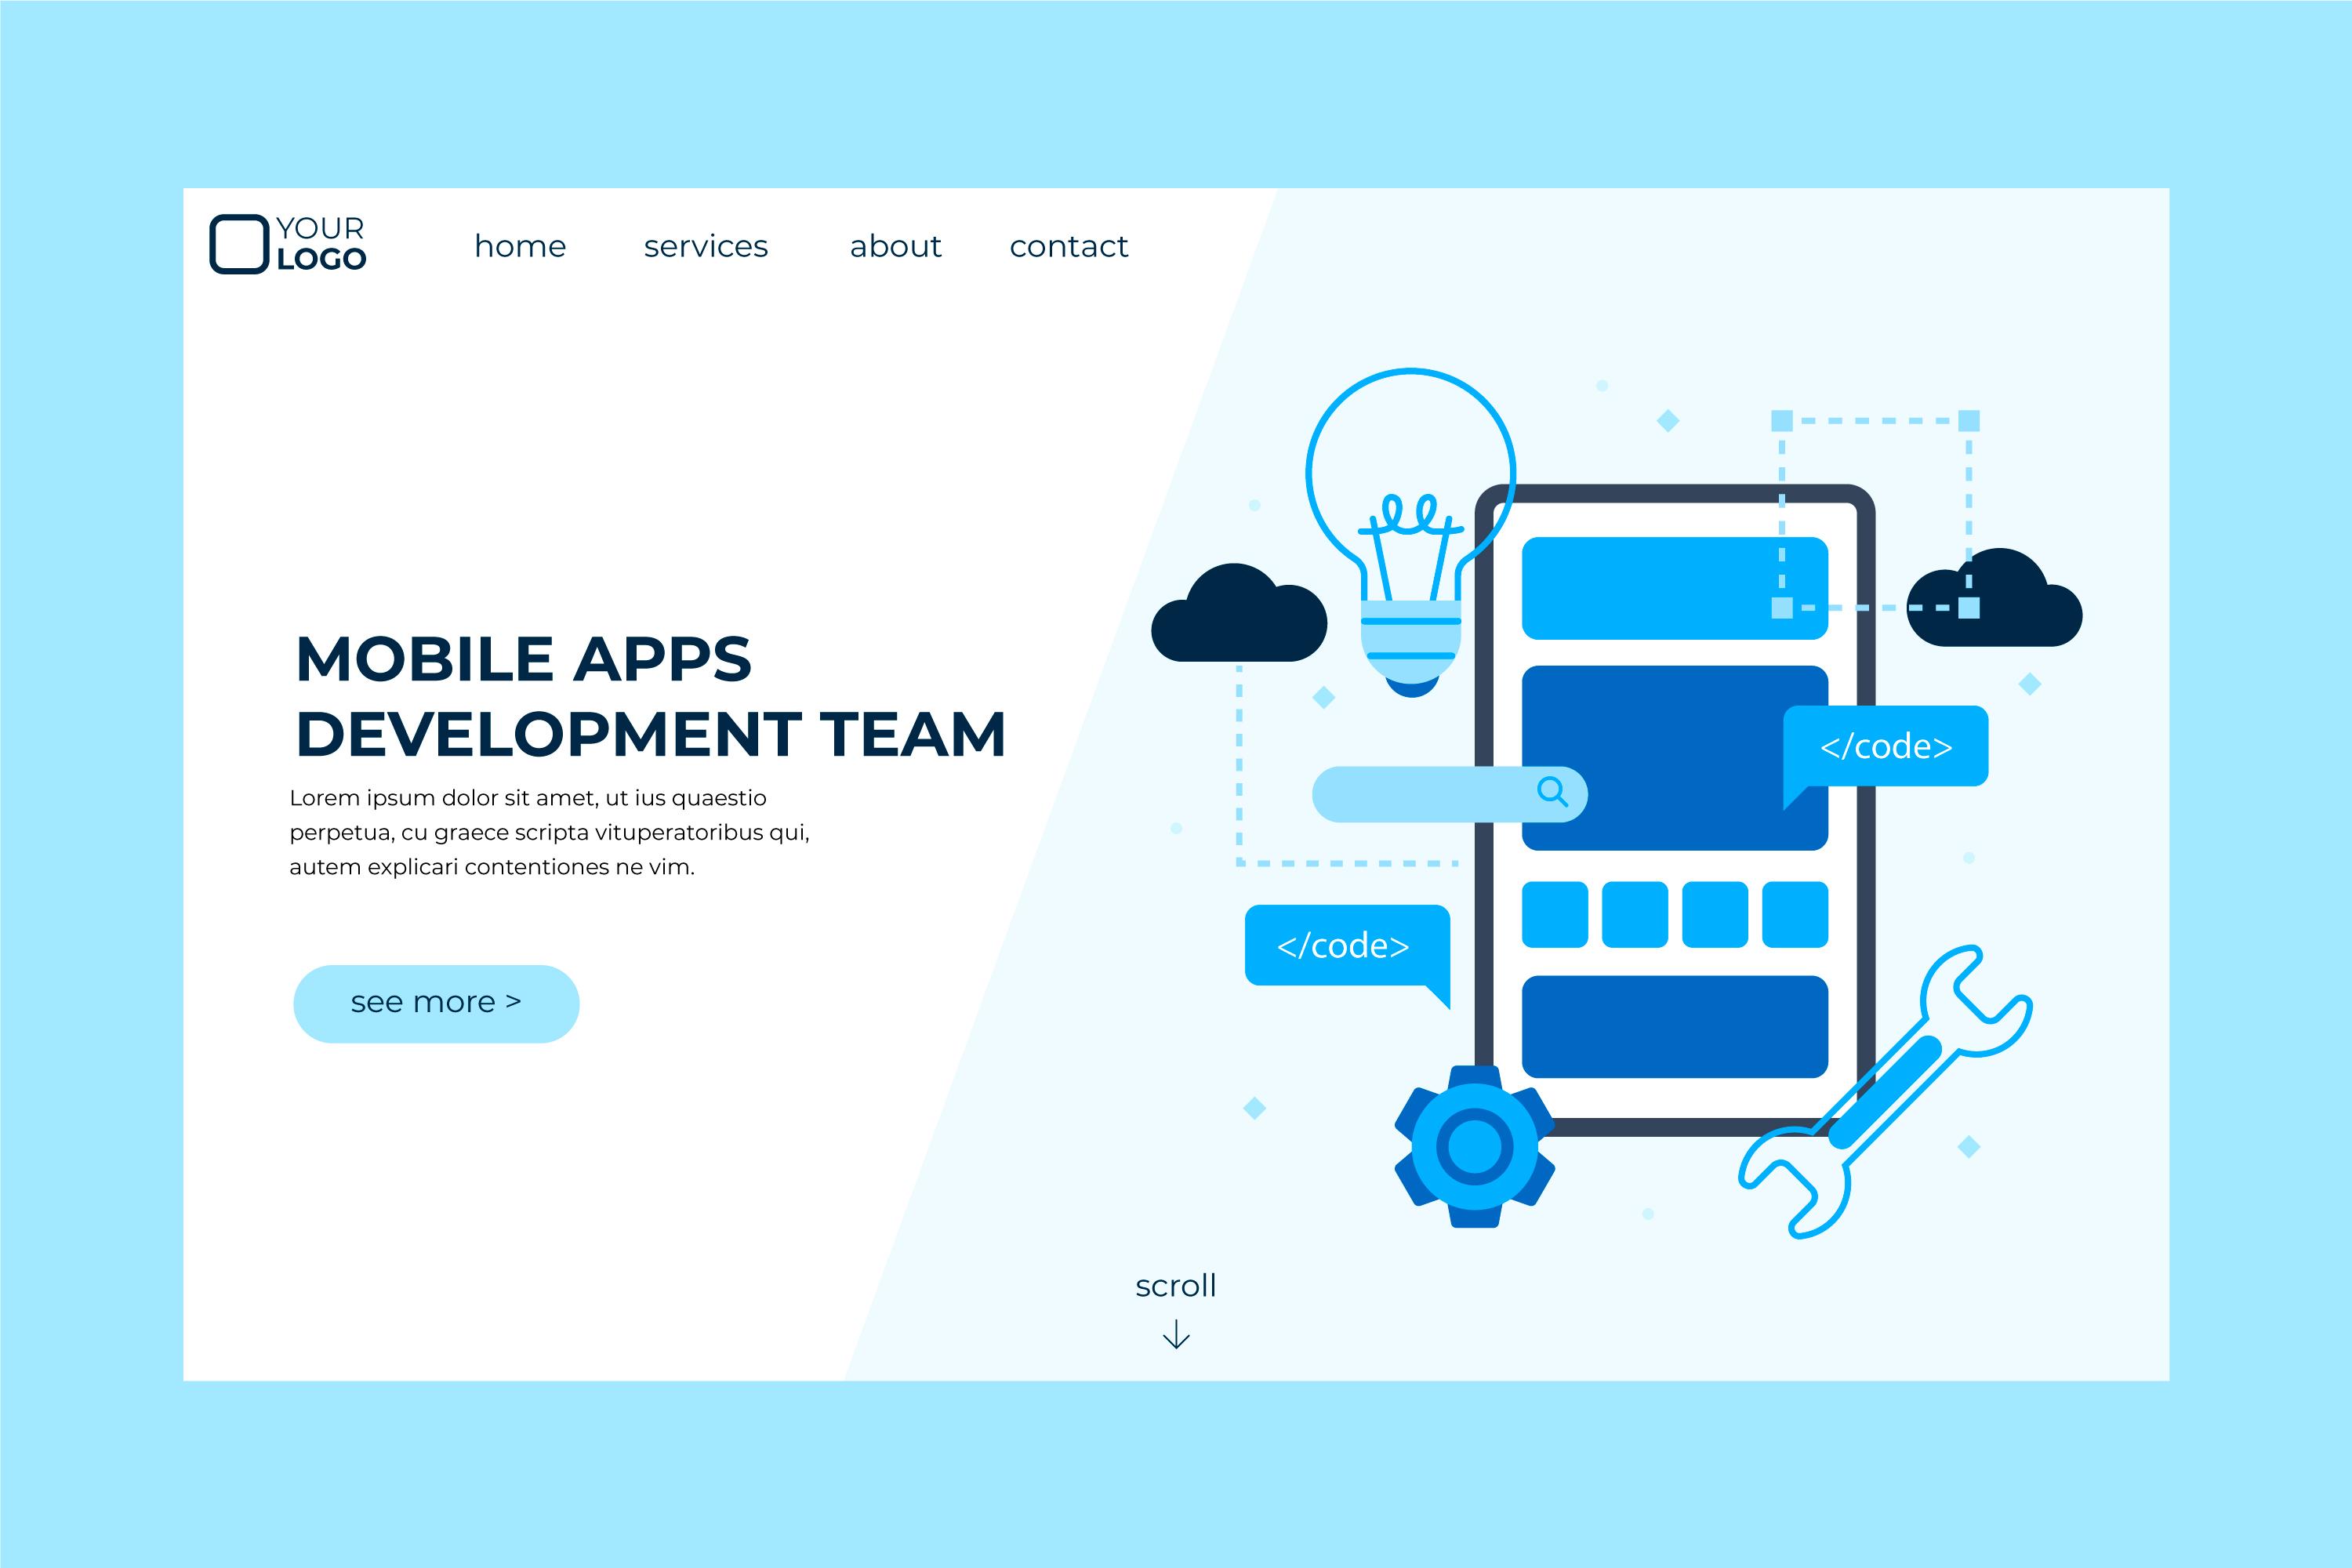 YOUR
LOGO
home services about contact
MOBILE APPS
DEVELOPMENT TEAM
Lorem ipsum dolor sit amet, ut ius quaestio
perpetua, cu graece scripta vituperatoribus qui,
autem explicari contentiones ne vim.
see more >
</code>
</code>
scroll